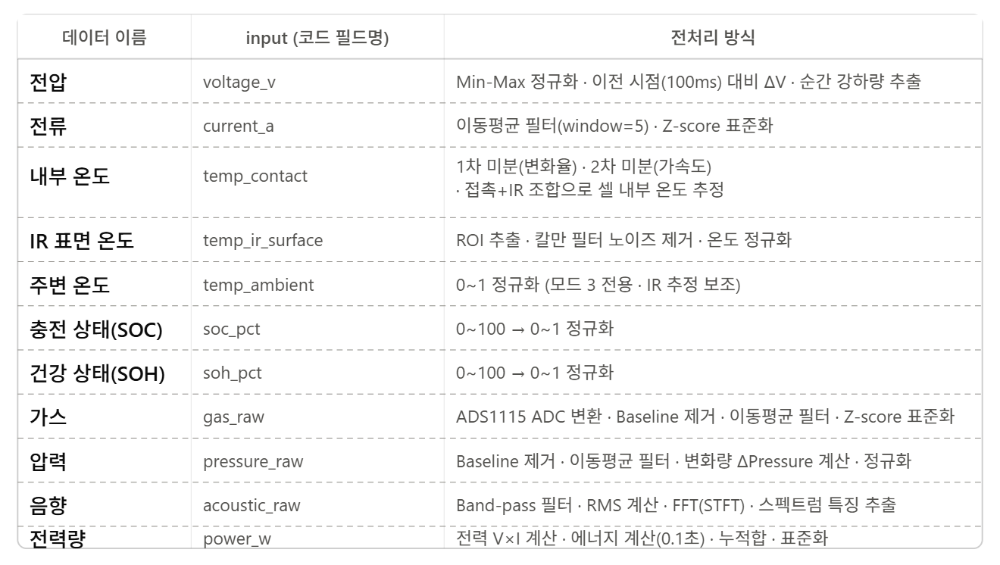 데이터 이름 input (코드 필드명) 전처리 방식
전압 voltage_v Min-Max 정규화 · 이전 시점(100ms) 대비 ΔV · 순간 강하량 추출
전류 current_a 이동평균 필터(window=5) · Z-score 표준화
내부 온도 temp_contact 1차 미분(변화율) · 2차 미분(가속도)
· 접촉+IR 조합으로 셀 내부 온도 추정
IR 표면 온도 temp_ir_surface ROI 추출 · 칼만 필터 노이즈 제거 · 온도 정규화
주변 온도 temp_ambient 0~1 정규화 (모드 3 전용 · IR 추정 보조)
충전 상태(SOC) soc_pct 0~100 → 0~1 정규화
건강 상태(SOH) soh_pct 0~100 → 0~1 정규화
가스 gas_raw ADS1115 ADC 변환 · Baseline 제거 · 이동평균 필터 · Z-score 표준화
압력 pressure_raw Baseline 제거 · 이동평균 필터 · 변화량 ΔPressure 계산 · 정규화
음향 acoustic_raw Band-pass 필터 · RMS 계산 · FFT(STFT) · 스펙트럼 특징 추출
전력량 power_w 전력 V×I 계산 · 에너지 계산(0.1초) · 누적합 · 표준화